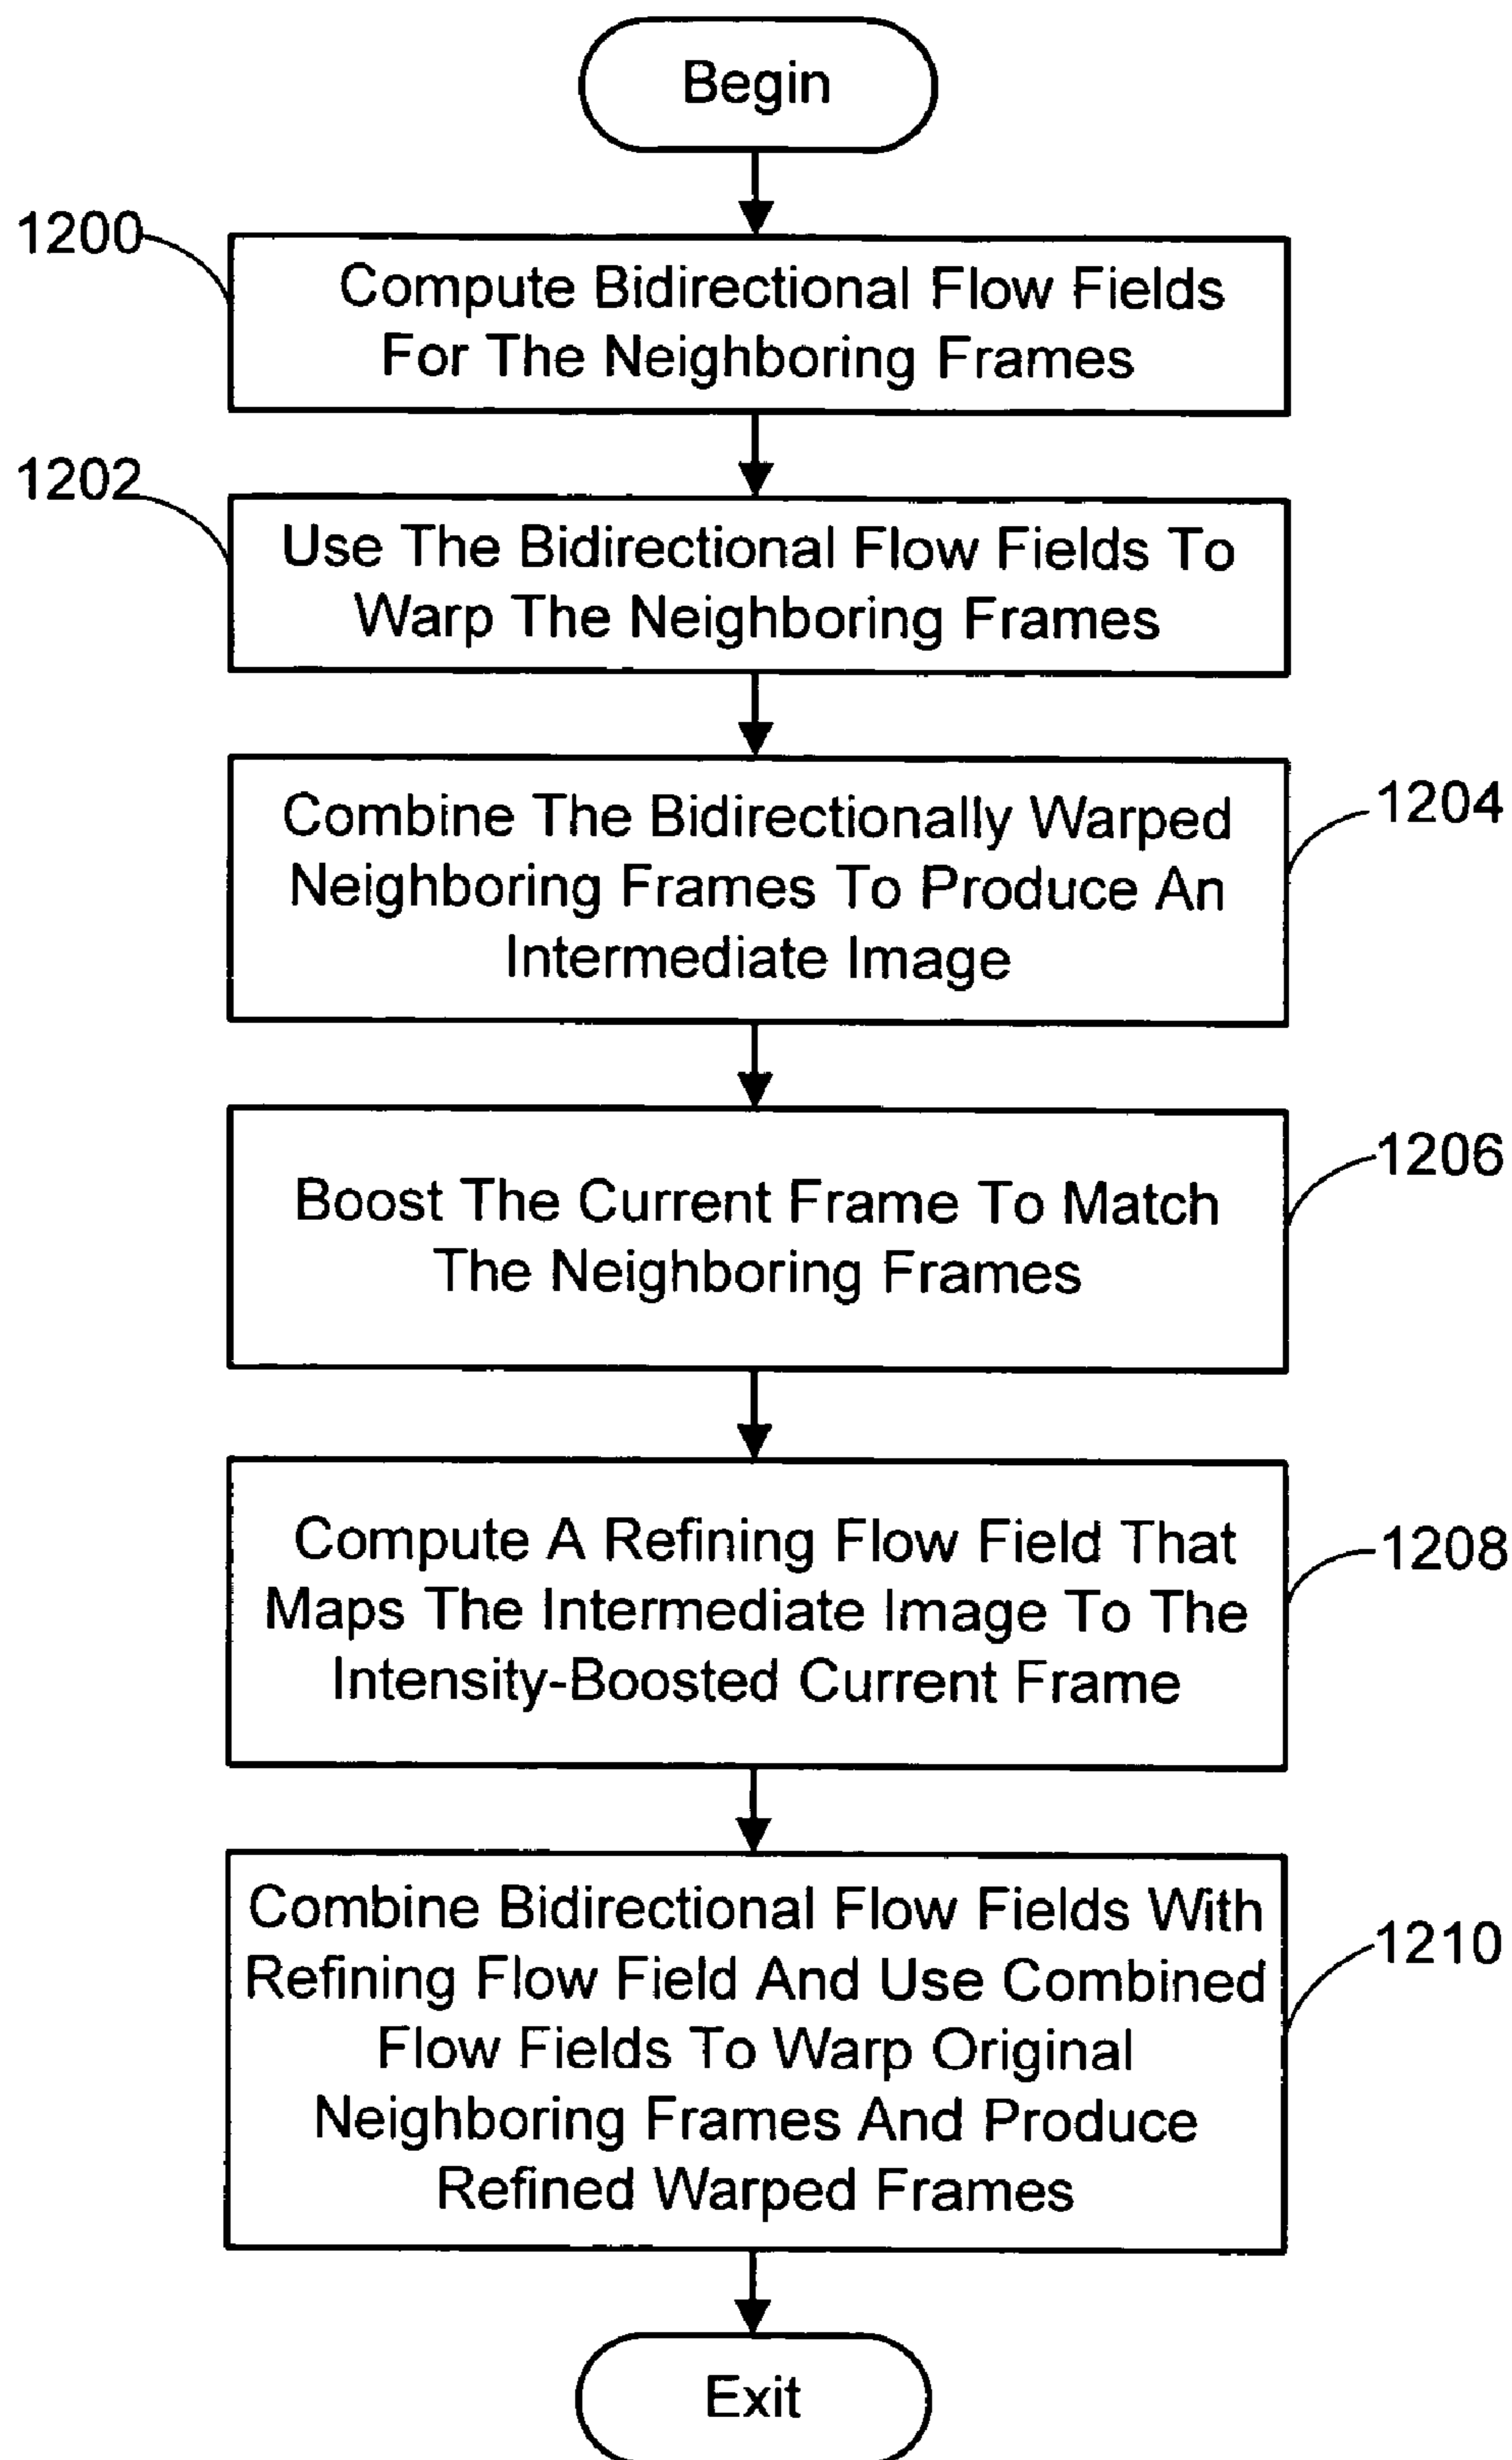 Begin
1200
Compute Bidirectional Flow Fields
For The Neighboring Frames
1202
Use The Bidirectional Flow Fields To
Warp The Neighboring Frames
1204
Combine The Bidirectionally Warped
Neighboring Frames To Produce An
Intermediate Image
1206
Boost The Current Frame To Match
The Neighboring Frames
1208
Compute A Refining Flow Field That
Maps The Intermediate Image To The
Intensity-Boosted Current Frame
1210
Combine Bidirectional Flow Fields With
Refining Flow Field And Use Combined
Flow Fields To Warp Original
Neighboring Frames And Produce
Refined Warped Frames
Exit